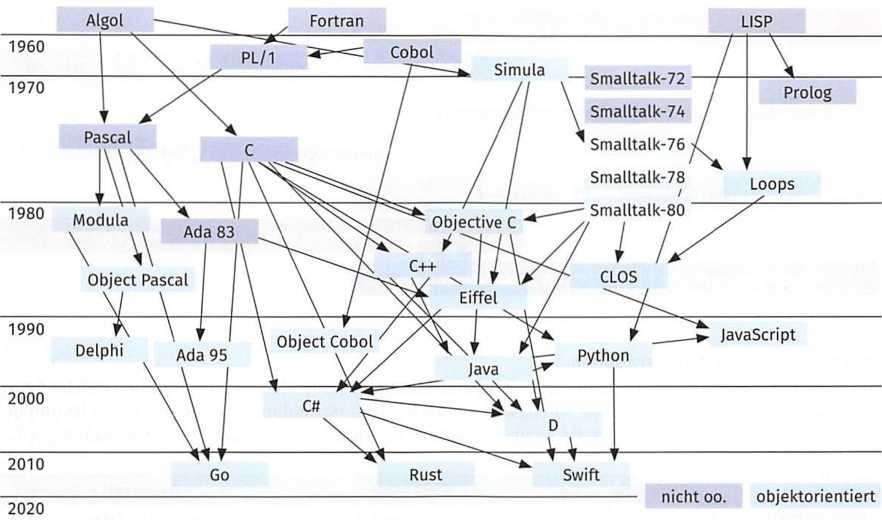 Algol
Fortran
LISP
1960
PL/1
Cobol
Simula
Smalltalk-72
1970
Prolog
Smalltalk-74
Pascal
C
Smalltalk-76
Smalltalk-78
Loops
1980
Modula
Ada 83
Objective C
Smalltalk-80
Object Pascal
C++
CLOS
Eiffel
1990
Delphi
Ada 95
Object Cobol
Java
Python
JavaScript
2000
C#
D
2010
Go
Rust
Swift
nicht oo.
objektorientiert
2020